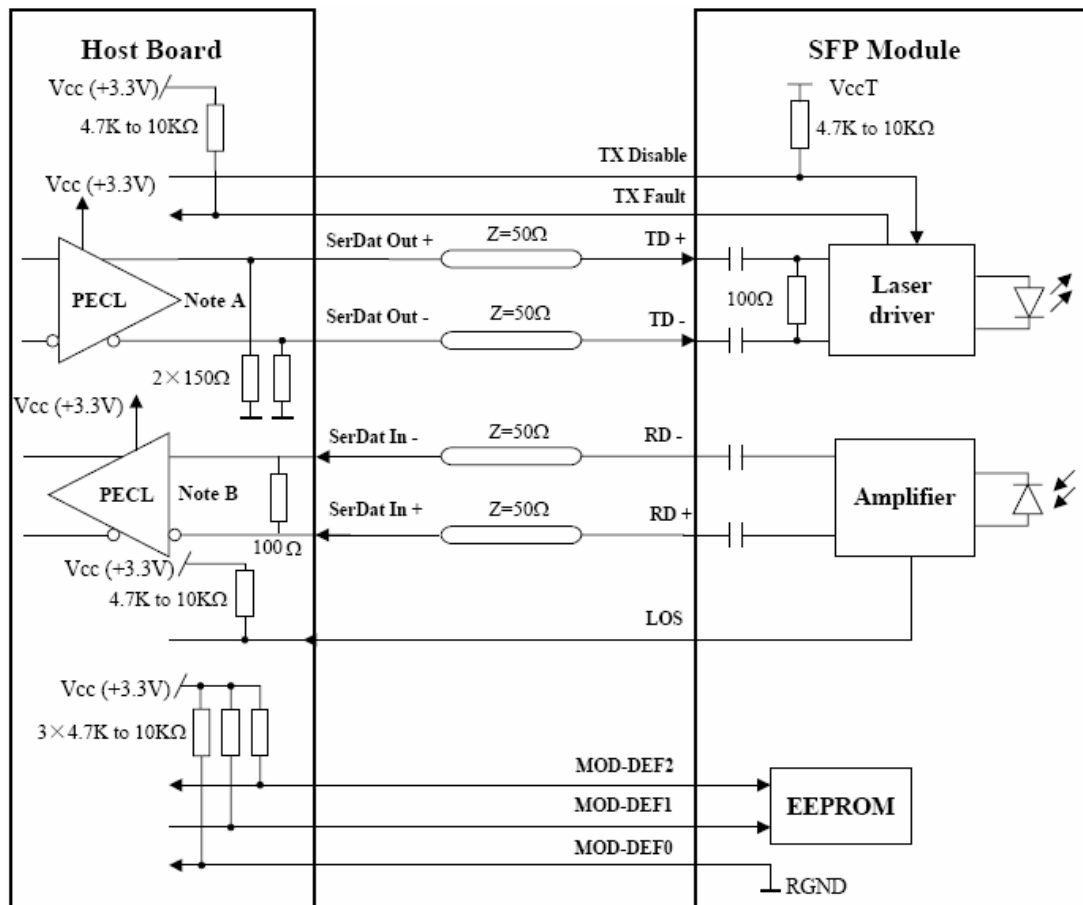 Host Board
SFP Module
Vcc (+3.3V)
4.7K to 10KΩ
VccT
4.7K to 10KΩ
TX Disable
TX Fault
Vcc (+3.3V)
SerDat Out +
Z=50Ω
TD +
PECL
Note A
100Ω
Laser
driver
SerDat Out -
Z=50Ω
TD -
2×150Ω
Vcc (+3.3V)
SerDat In -
Z=50Ω
RD -
PECL
Note B
Amplifier
SerDat In +
Z=50Ω
RD +
100Ω
Vcc (+3.3V)
4.7K to 10KΩ
LOS
Vcc (+3.3V)
3×4.7K to 10KΩ
MOD-DEF2
MOD-DEF1
EEPROM
MOD-DEF0
RGND